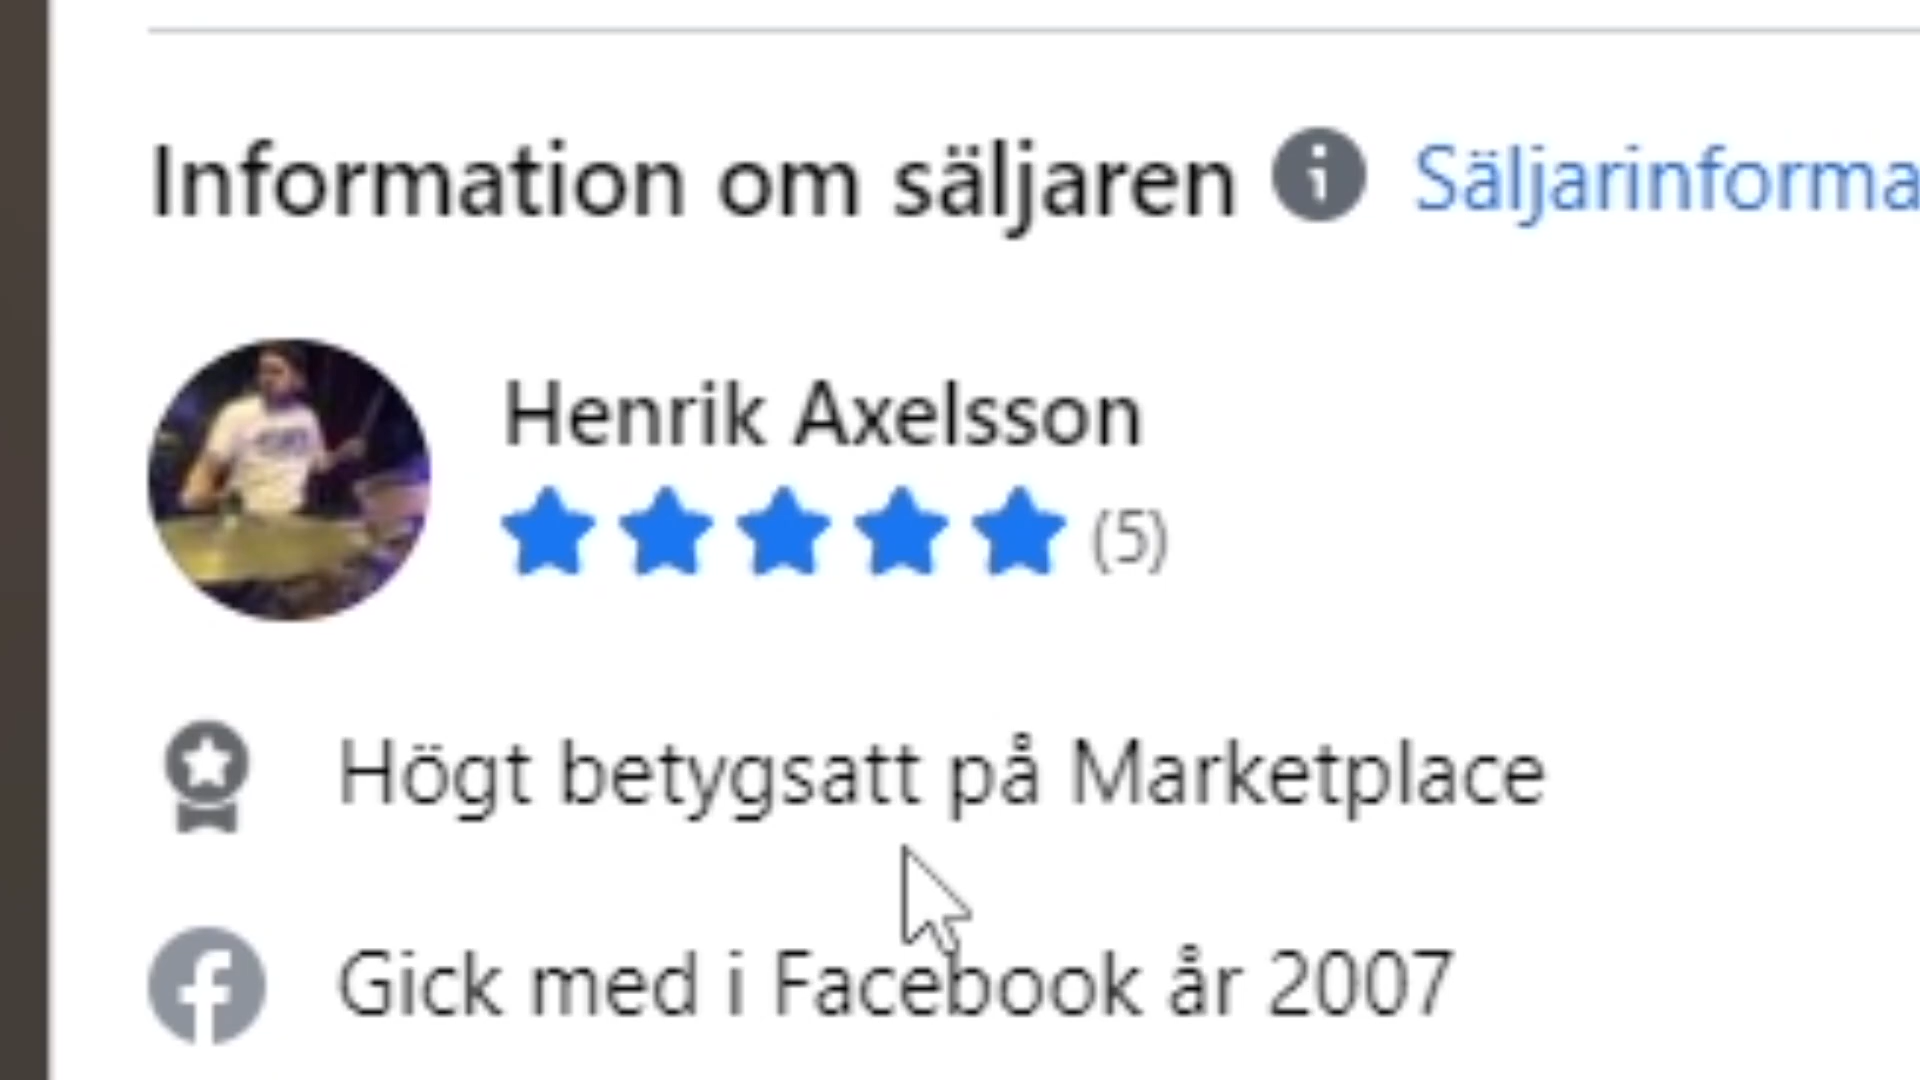 Information om säljaren Säljarinforma
Henrik Axelsson
(5)
Högt betygsatt på Marketplace
Gick med i Facebook år 2007